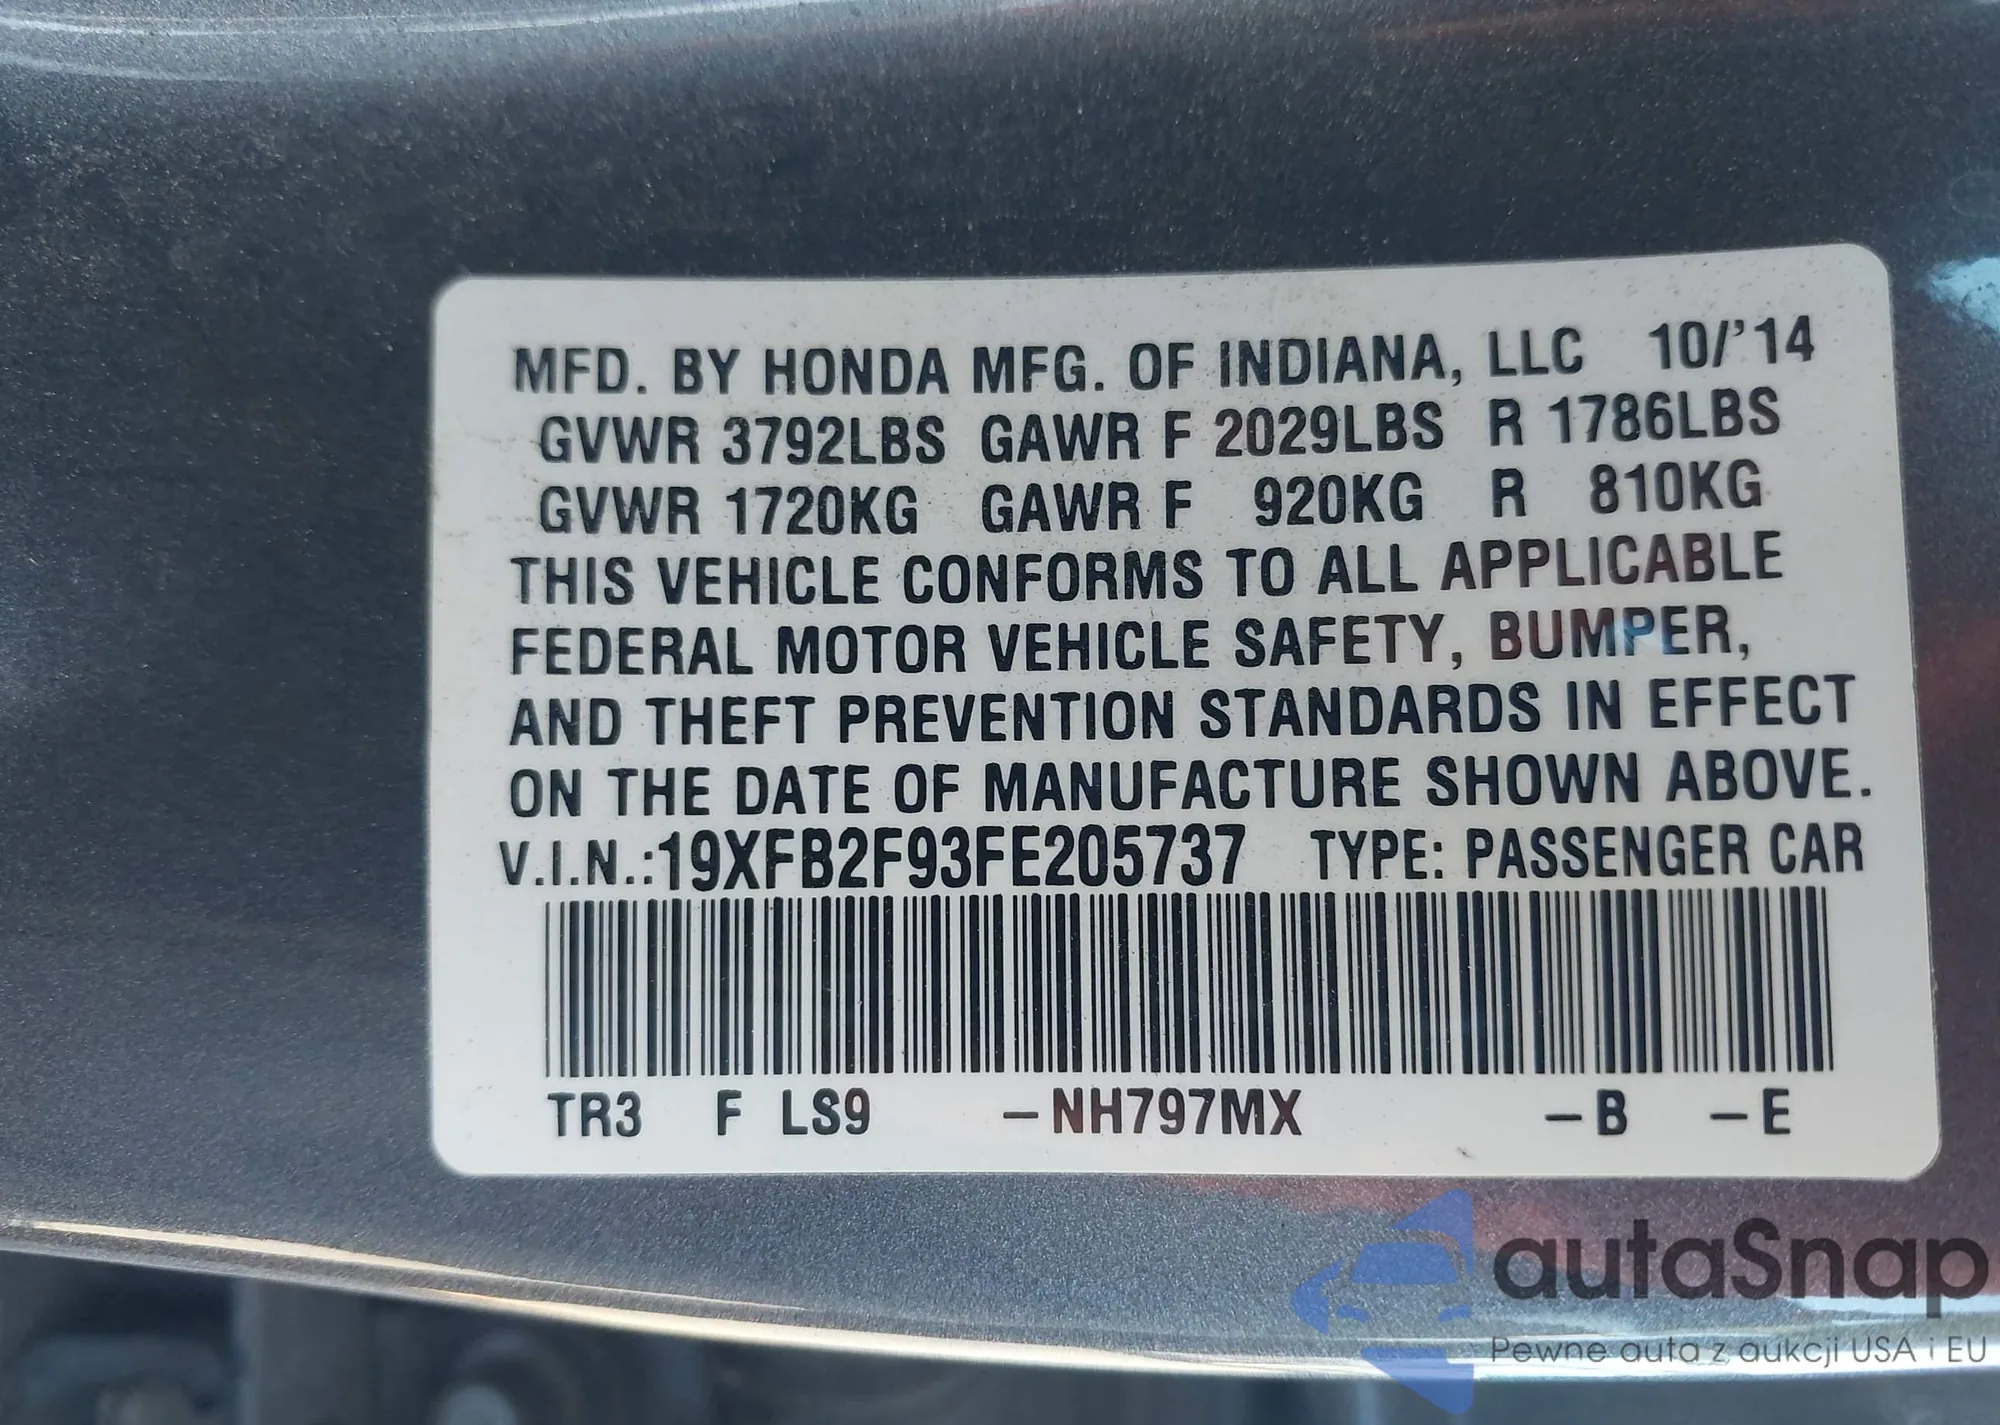 MFD. BY HONDA MFG. OF INDIANA, LLC 10/'14
GVWR 3792LBS GAWR F 2029LBS R 1786LBS
GVWR 1720KG GAWR F 920KG R 810KG
THIS VEHICLE CONFORMS TO ALL APPLICABLE
FEDERAL MOTOR VEHICLE SAFETY, BUMPER,
AND THEFT PREVENTION STANDARDS IN EFFECT
ON THE DATE OF MANUFACTURE SHOWN ABOVE.
V.I.N.:19XFB2F93FE205737 TYPE: PASSENGER CAR
TR3 F LS9 –NH797MX –B –E
autaSnap
Pewne auta z aukcji USA i EU